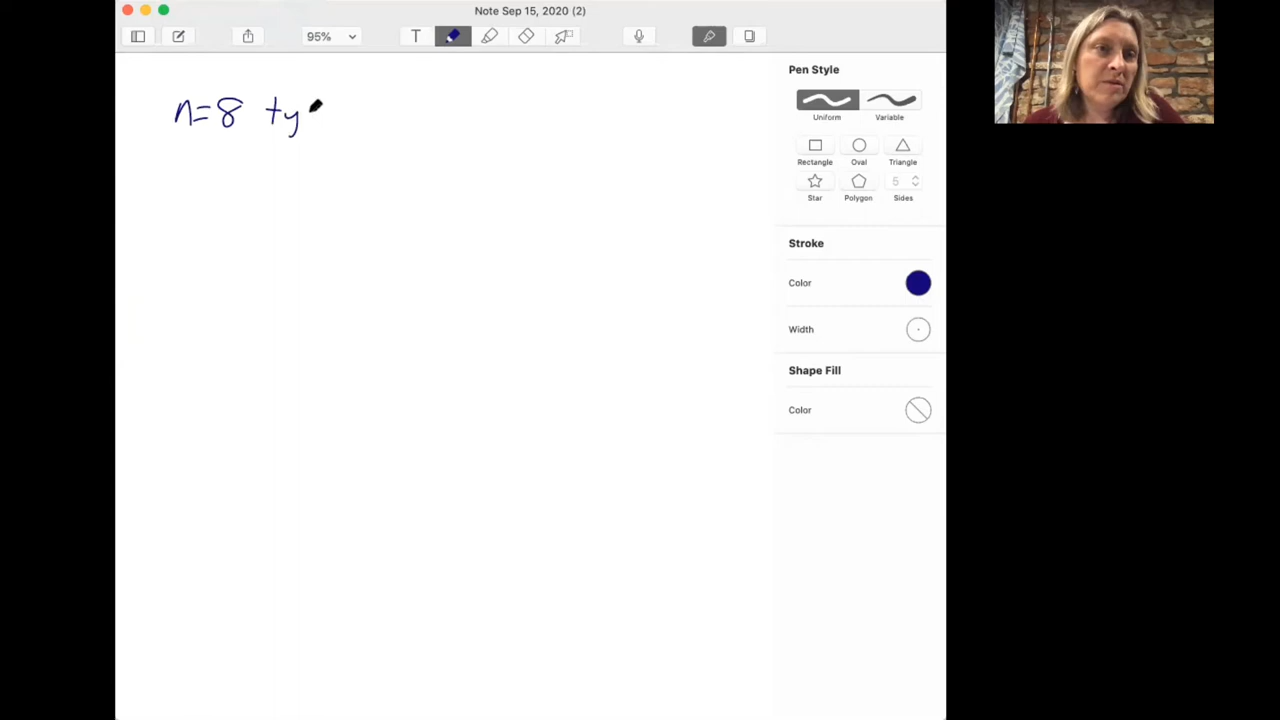 Note Sep 15, 2020 (2)
95%
T
n=8 ty
Pen Style
Uniform
Variable
Rectangle
Oval
Triangle
5
Star
Polygon
Sides
Stroke
Color
Width
Shape Fill
Color